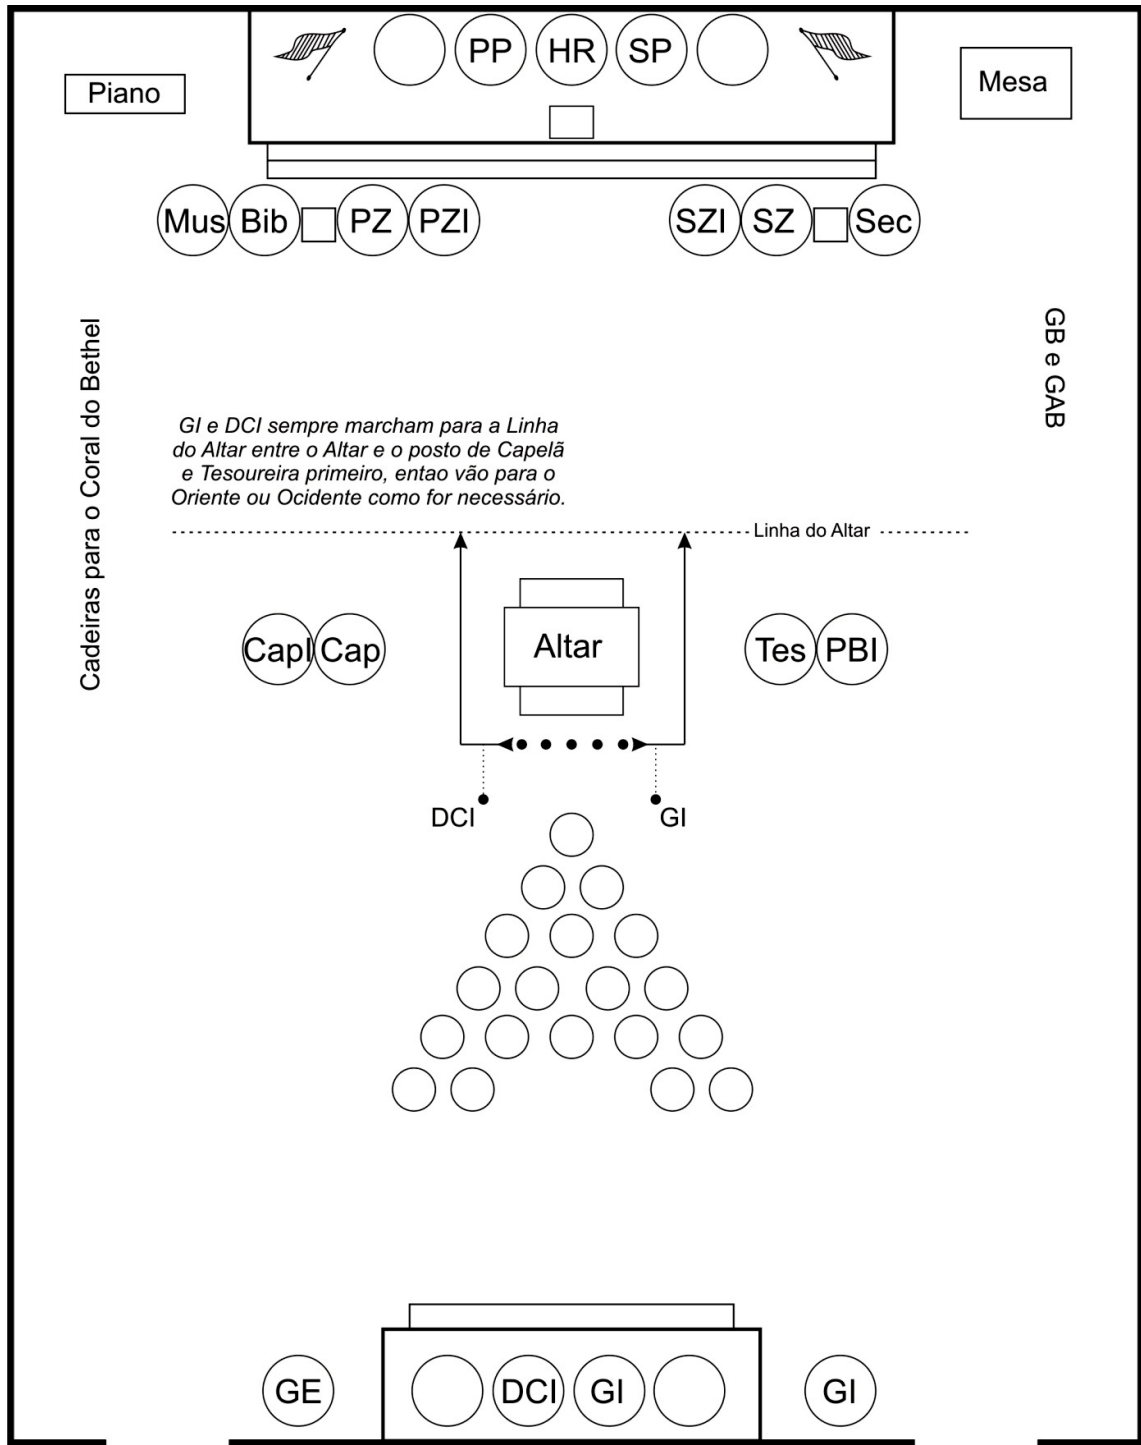 PP
HR
SP
Piano
Mesa
Mus
Bib
PZ
PZI
SZI
SZ
Sec
Cadeiras para o Coral do Bethel
GB e GAB
GI e DCI sempre marcham para a Linha
do Altar entre o Altar e o posto de Capelã
e Tesoureira primeiro, entao vão para o
Oriente ou Ocidente como for necessário.
Linha do Altar
CapI
Cap
Altar
Tes
PBI
DCI
GI
GE
DCI
GI
GI